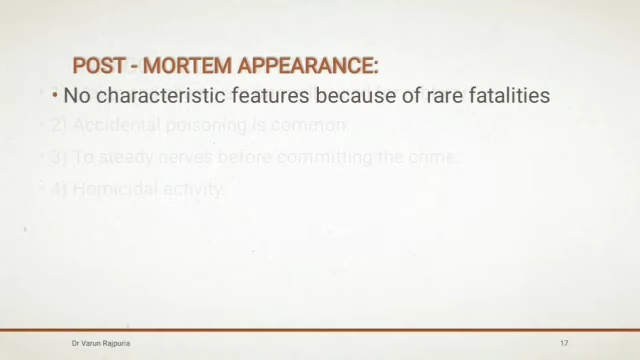 POST - MORTEM APPEARANCE:
• No characteristic features because of rare fatalities
• 2) Accidental poisoning is common.
• 3) To steady nerves before committing the crime.
• 4) Homicidal activity.
Dr Varun Rajpuria
17